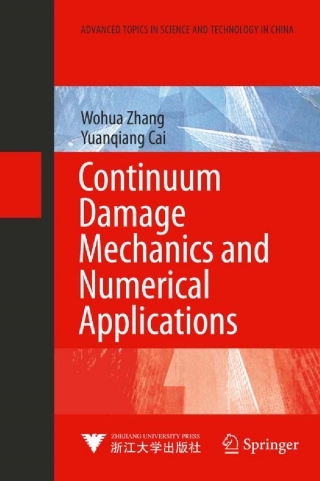 ADVANCED TOPICS IN SCIENCE AND TECHNOLOGY IN CHINA
Wohua Zhang
Yuanqiang Cai
Continuum
Damage
Mechanics and
Numerical
Applications
ZHEJIANG UNIVERSITY PRESS
浙江大学出版社
Springer